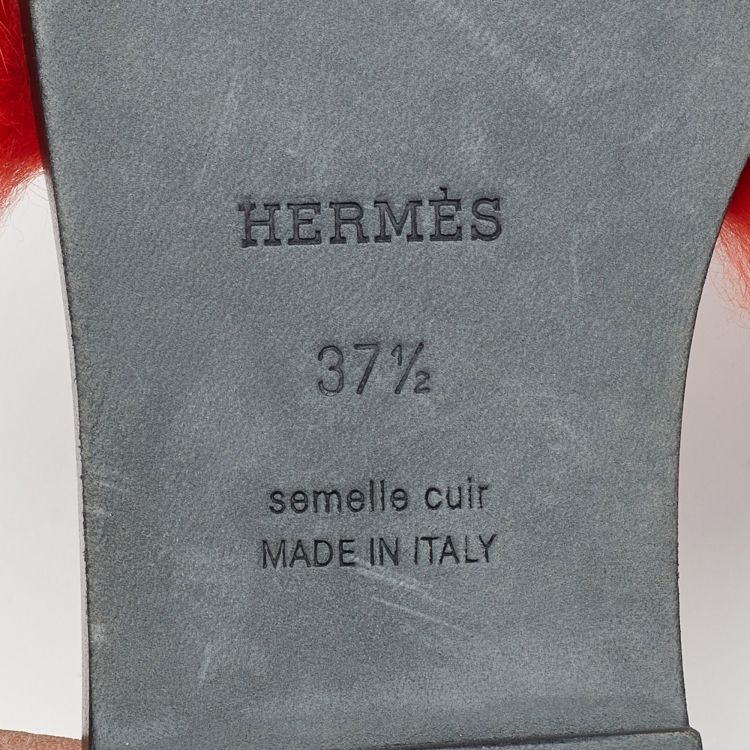 HERMÈS
37½
semelle cuir
MADE IN ITALY